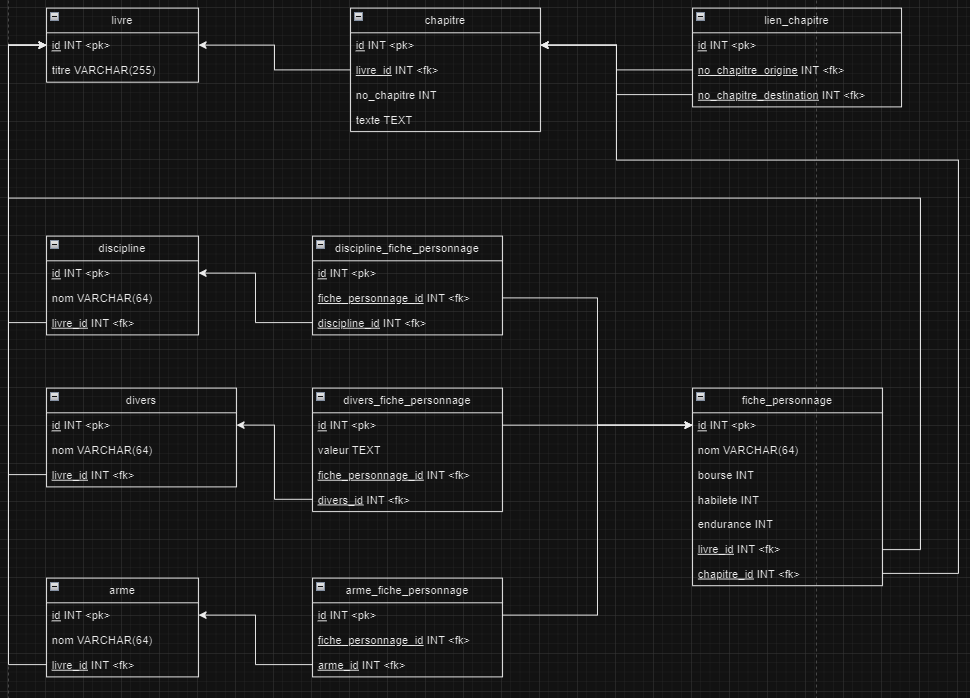 livre
id INT <pk>
titre VARCHAR(255)
chapitre
id INT <pk>
livre_id INT <fk>
no_chapitre INT
texte TEXT
lien_chapitre
id INT <pk>
no_chapitre_origine INT <fk>
no_chapitre_destination INT <fk>
discipline
id INT <pk>
nom VARCHAR(64)
livre_id INT <fk>
discipline_fiche_personnage
id INT <pk>
fiche_personnage_id INT <fk>
discipline_id INT <fk>
divers
id INT <pk>
nom VARCHAR(64)
livre_id INT <fk>
divers_fiche_personnage
id INT <pk>
valeur TEXT
fiche_personnage_id INT <fk>
divers_id INT <fk>
fiche_personnage
id INT <pk>
nom VARCHAR(64)
bourse INT
habilete INT
endurance INT
livre_id INT <fk>
chapitre_id INT <fk>
arme
id INT <pk>
nom VARCHAR(64)
livre_id INT <fk>
arme_fiche_personnage
id INT <pk>
fiche_personnage_id INT <fk>
arme_id INT <fk>